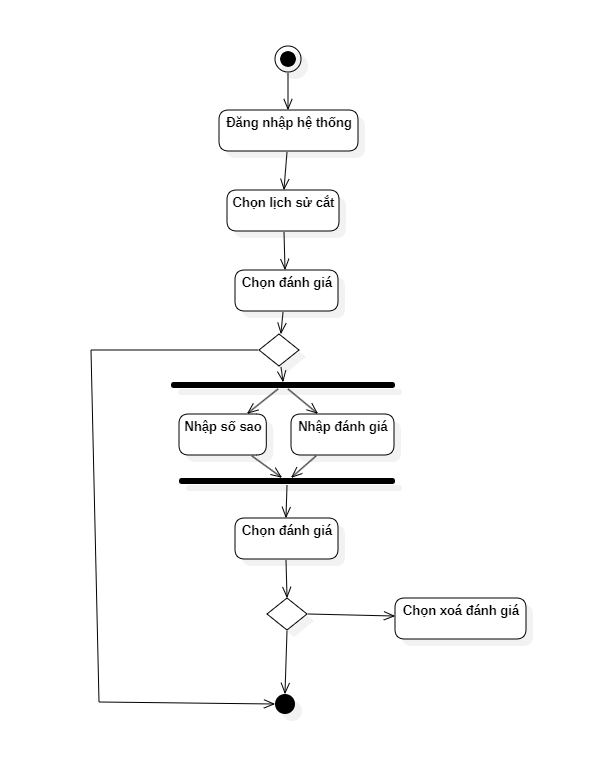 Đăng nhập hệ thống
Chọn lịch sử cắt
Chọn đánh giá
Nhập số sao
Nhập đánh giá
Chọn đánh giá
Chọn xoá đánh giá